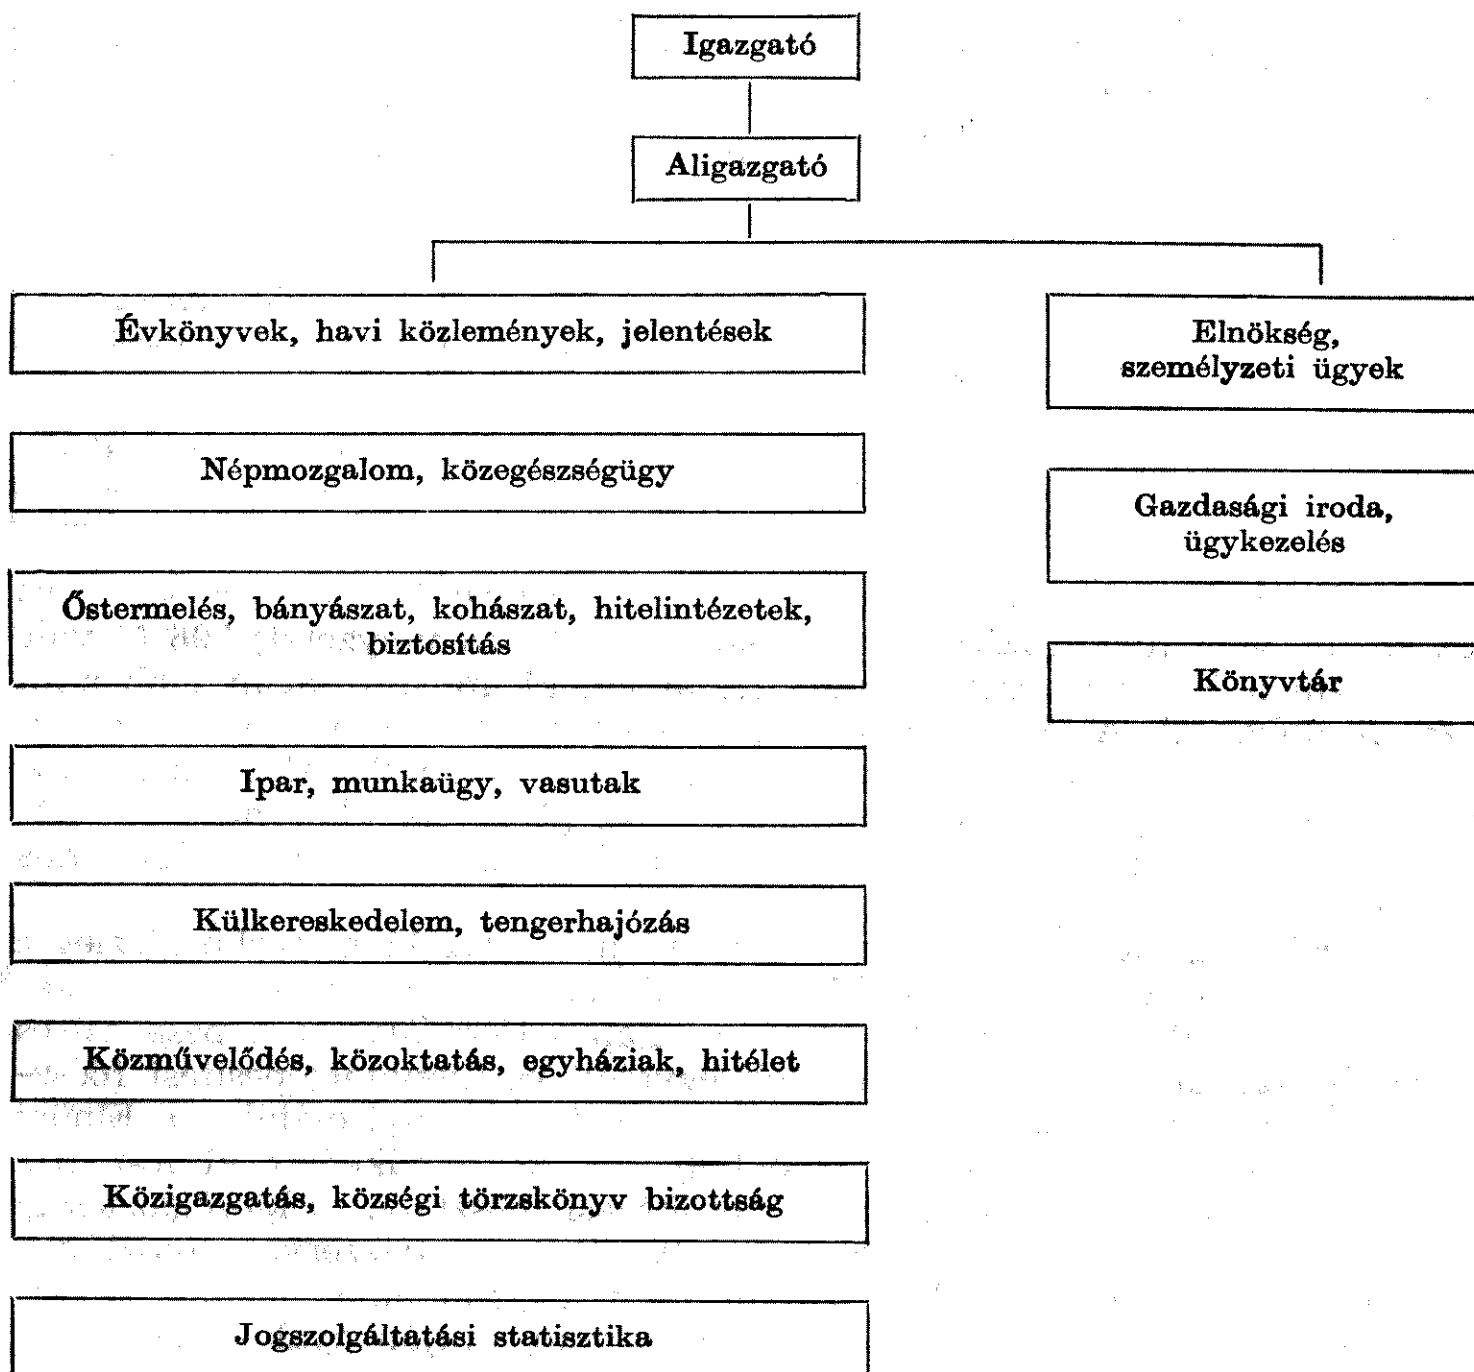 Igazgató
Aligazgató
Évkönyvek, havi közlemények, jelentések
Népmozgalom, közegészségügy
Őstermelés, bányászat, kohászat, hitelintézetek,
biztosítás
Ipar, munkaügy, vasutak
Külkereskedelem, tengerhajózás
Közművelődés, közoktatás, egyháziak, hitélet
Közigazgatás, községi törzskönyv bizottság
Jogszolgáltatási statisztika
Elnökség,
személyzeti ügyek
Gazdasági iroda,
ügykezelés
Könyvtár